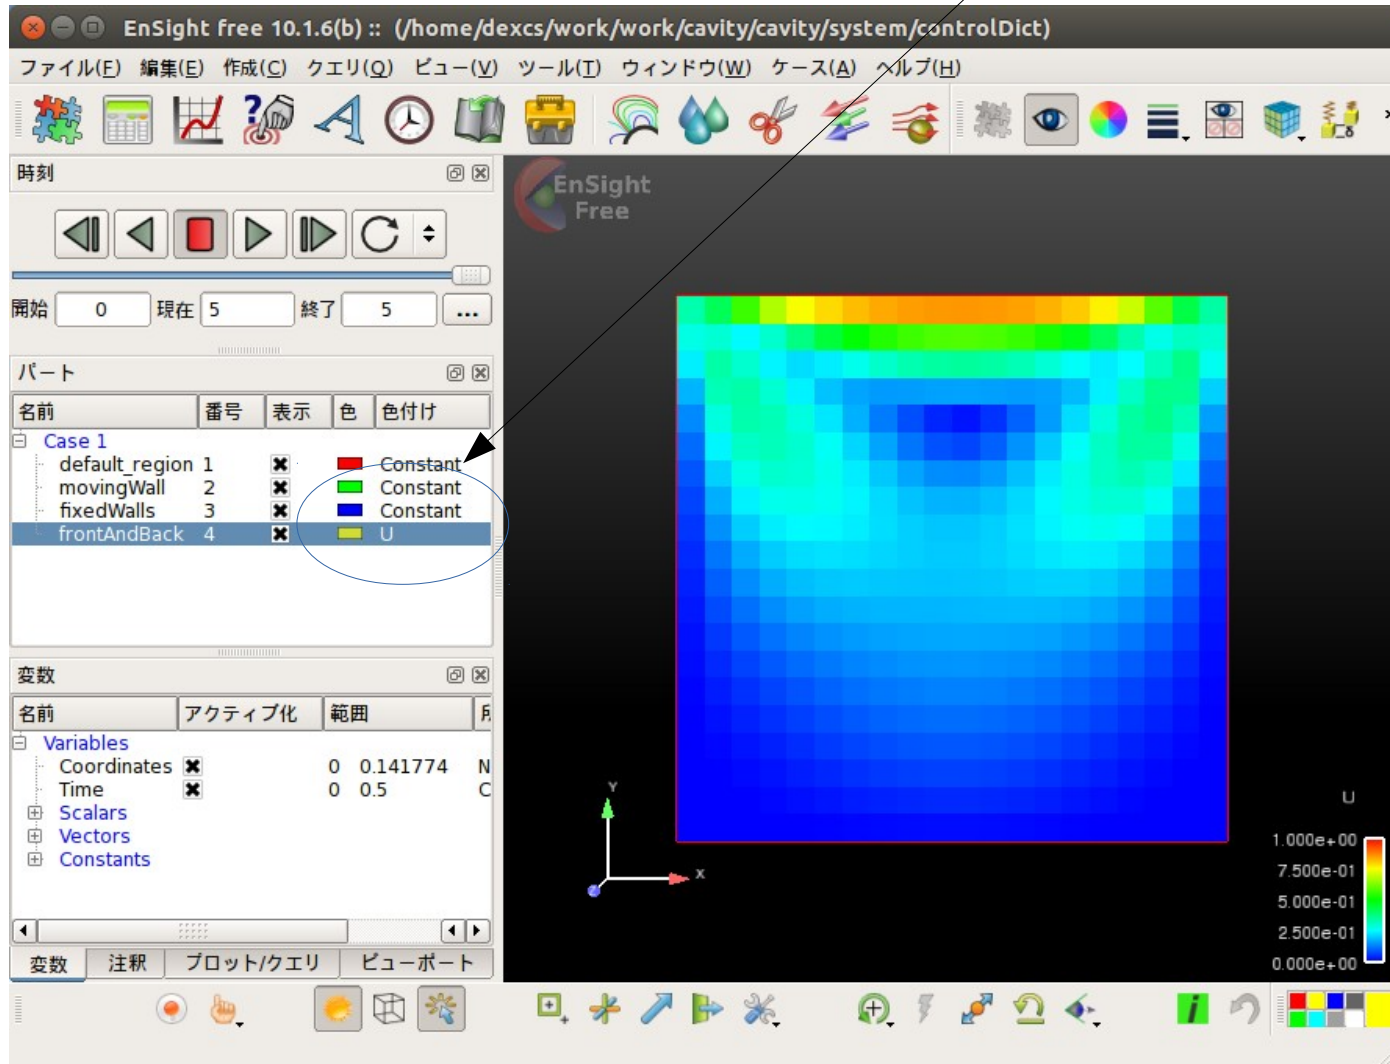 EnSight free 10.1.6(b) :: (/home/dexcs/work/work/cavity/cavity/system/controlDict)
ファイル(F) 編集(E) 作成(C) クエリ(Q) ビュー(V) ツール(T) ウィンドウ(W) ケース(A) ヘルプ(H)
時刻
開始 0 現在 5 終了 5 ...
パート
名前 番号 表示 色 色付け
Case 1
default_region 1 Constant
movingWall 2 Constant
fixedWalls 3 Constant
frontAndBack 4 U
変数
名前 アクティブ化 範囲
Variables
Coordinates 0 0.141774 N
Time 0 0.5 C
Scalars
Vectors
Constants
変数 注釈 プロット/クエリ ビューポート
EnSight
Free
Y
X
U
1.000e+00
7.500e-01
5.000e-01
2.500e-01
0.000e+00